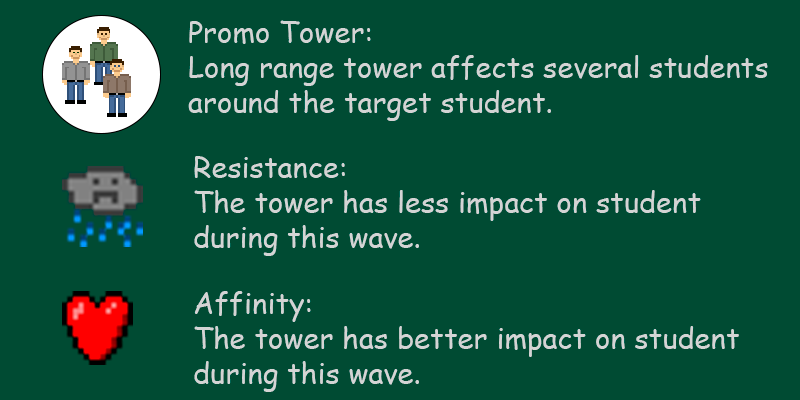 Promo Tower:
Long range tower affects several students
around the target student.
Resistance:
The tower has less impact on student
during this wave.
Affinity:
The tower has better impact on student
during this wave.